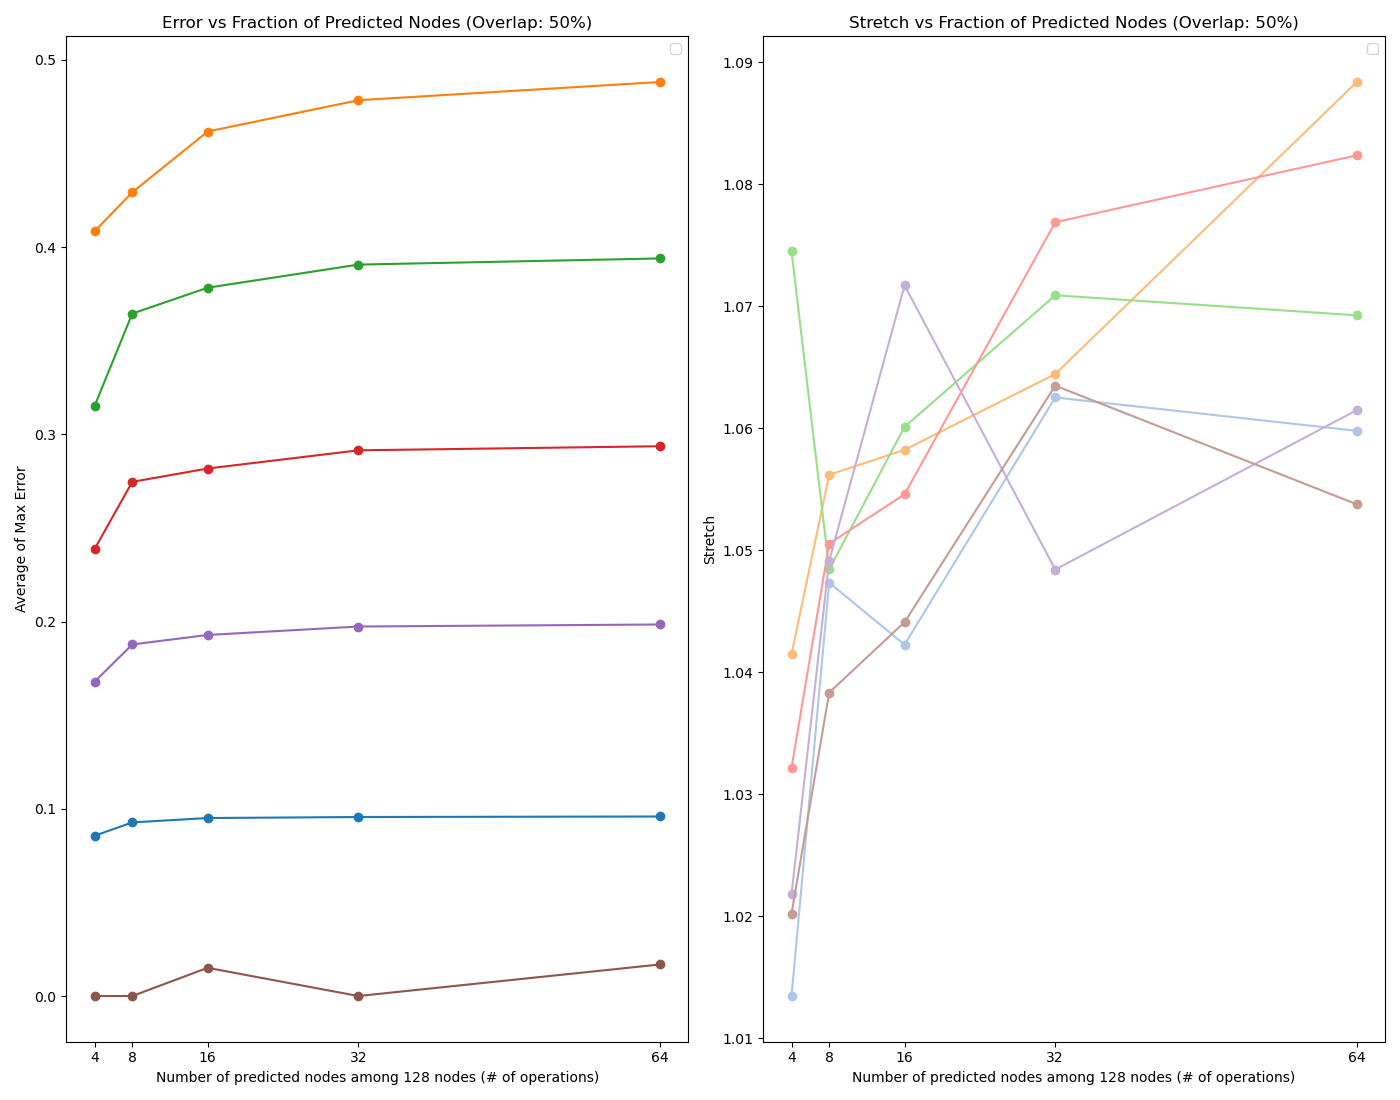 Error vs Fraction of Predicted Nodes (Overlap: 50%)
0.5
0.4
0.3
0.2
0.1
0.0
Average of Max Error
4 8 16 32 64
Number of predicted nodes among 128 nodes (# of operations)
Stretch vs Fraction of Predicted Nodes (Overlap: 50%)
1.09
1.08
1.07
1.06
1.05
1.04
1.03
1.02
1.01
Stretch
4 8 16 32 64
Number of predicted nodes among 128 nodes (# of operations)